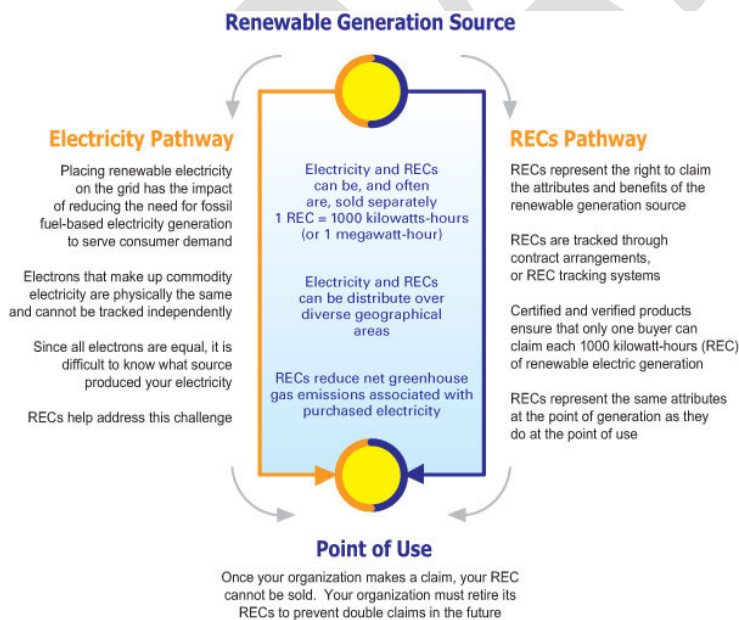 Renewable Generation Source
Electricity Pathway
Placing renewable electricity
on the grid has the impact
of reducing the need for fossil
fuel-based electricity generation
to serve consumer demand
Electrons that make up commodity
electricity are physically the same
and cannot be tracked independently
Since all electrons are equal, it is
difficult to know what source
produced your electricity
RECs help address this challenge
Electricity and RECs
can be, and often
are, sold separately
1 REC = 1000 kilowatts-hours
(or 1 megawatt-hour)
Electricity and RECs
can be distribute over
diverse geographical
areas
RECs reduce net greenhouse
gas emissions associated with
purchased electricity
RECs Pathway
RECs represent the right to claim
the attributes and benefits of the
renewable generation source
RECs are tracked through
contract arrangements,
or REC tracking systems
Certified and verified products
ensure that only one buyer can
claim each 1000 kilowatt-hours (REC)
of renewable electric generation
RECs represent the same attributes
at the point of generation as they
do at the point of use
Point of Use
Once your organization makes a claim, your REC
cannot be sold. Your organization must retire its
RECs to prevent double claims in the future